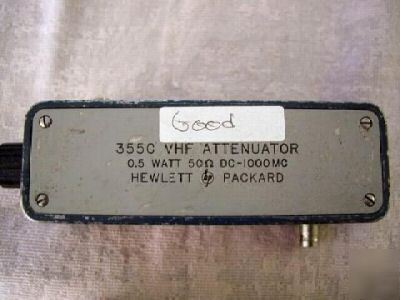 Good
355C VHF ATTENUATOR
0.5 WATT 50Ω DC-1000MC
HEWLETT hp PACKARD